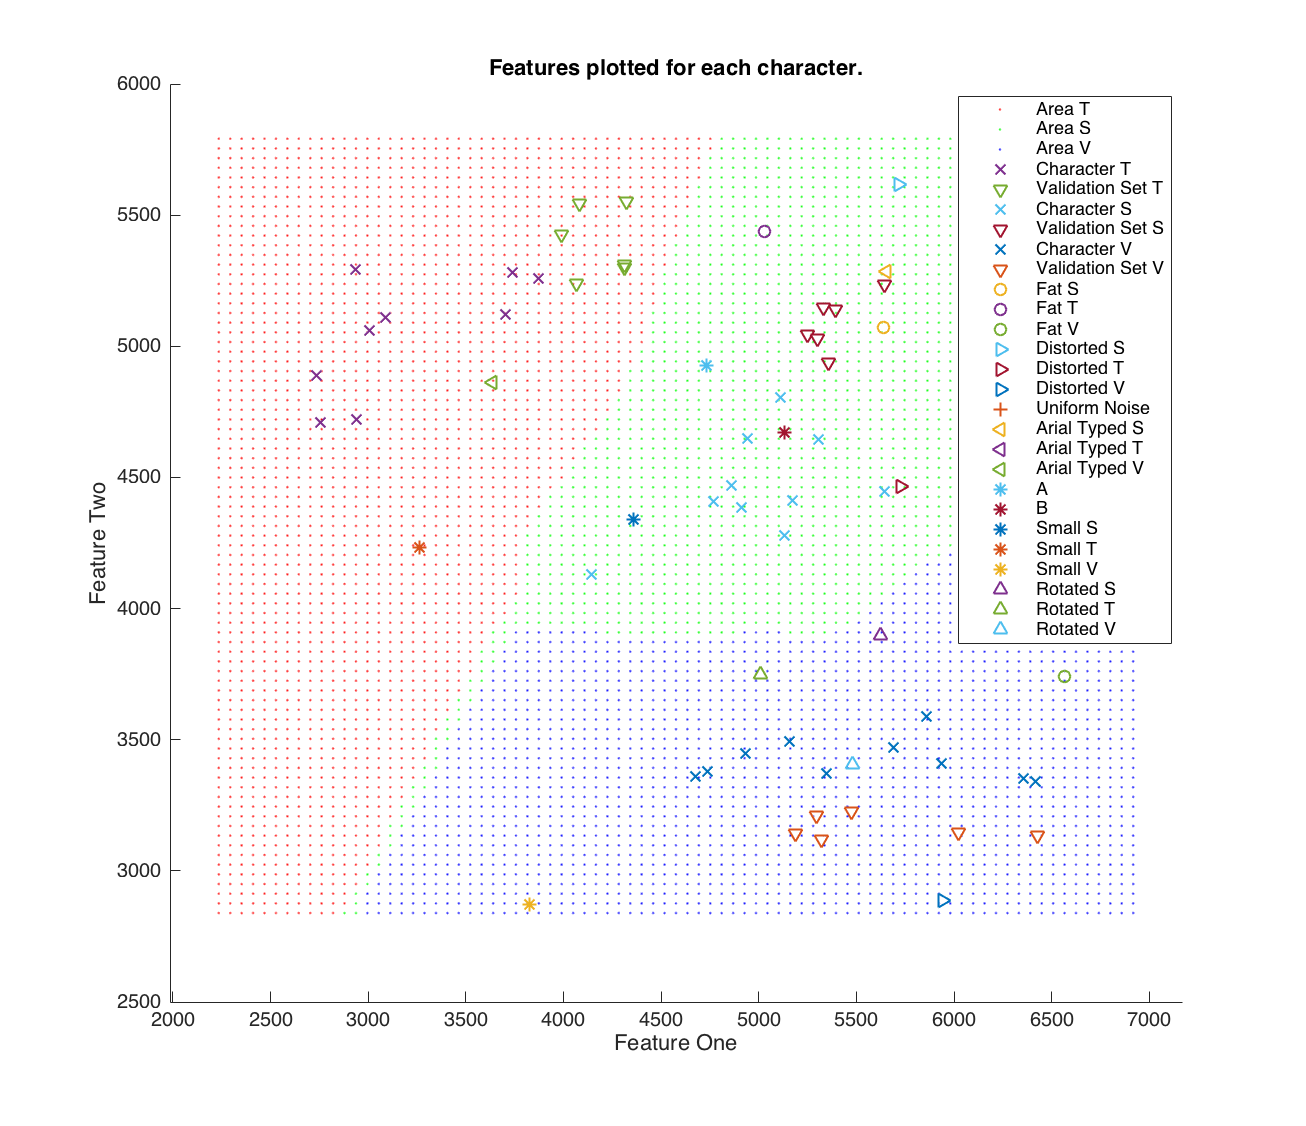 Features plotted for each character.
6000
5500
5000
4500
4000
3500
3000
2500
Feature Two
2000 2500 3000 3500 4000 4500 5000 5500 6000 6500 7000
Feature One
Area T
Area S
Area V
Character T
Validation Set T
Character S
Validation Set S
Character V
Validation Set V
Fat S
Fat T
Fat V
Distorted S
Distorted T
Distorted V
Uniform Noise
Arial Typed S
Arial Typed T
Arial Typed V
A
B
Small S
Small T
Small V
Rotated S
Rotated T
Rotated V